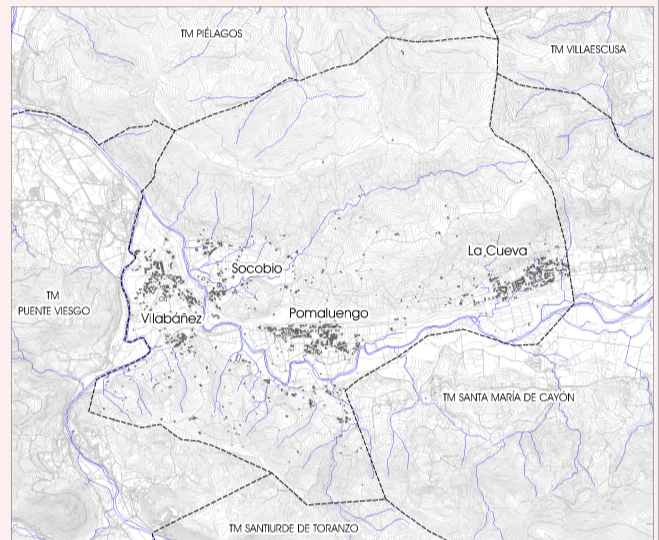 TM PIÉLAGOS
TM VILLAESCUSA
La Cueva
Socobio
TM
PUENTE VIESGO
Vilabáñez
Pomaluengo
TM SANTA MARÍA DE CAYÓN
TM SANTIURDE DE TORANZO